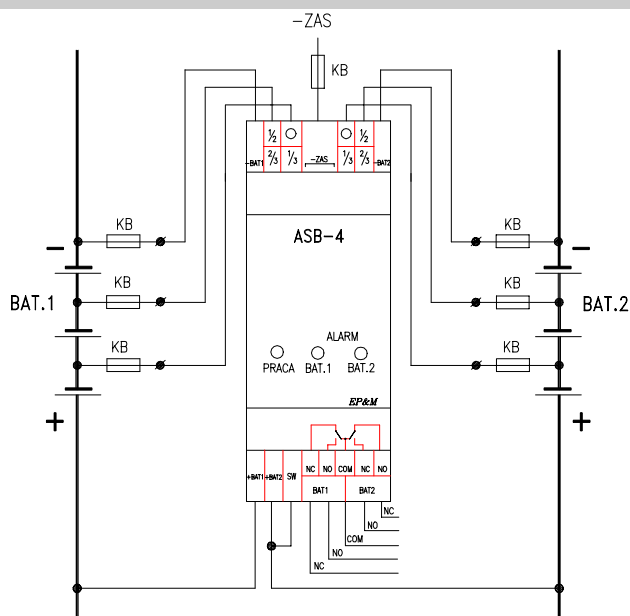 -ZAS
KB
-BAT1 ½ ½ -BAT2
⅔ ⅓ -ZAS ⅓ ⅔
ASB-4
KB KB
- -
KB KB
BAT.1 BAT.2
KB KB
ALARM
PRACA BAT.1 BAT.2
+ +
EP&M
+BAT1 +BAT2 SW NC NO COM NC NO
BAT1 BAT2
NC
NO
COM
NO
NC